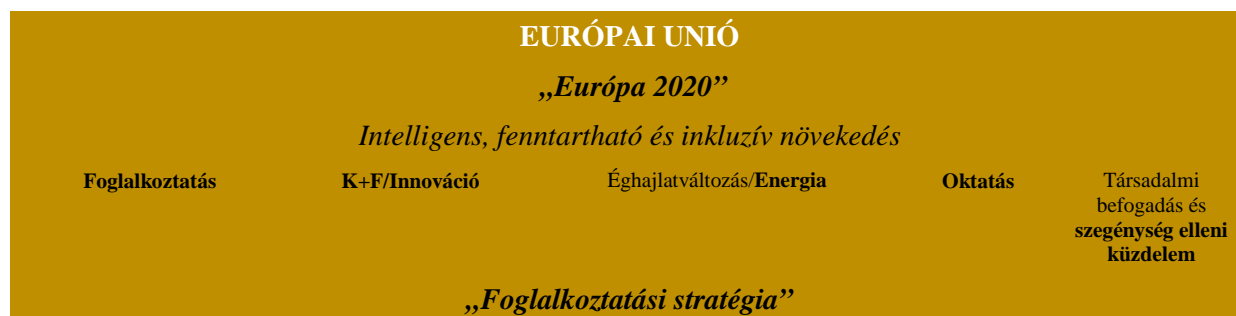 EURÓPAI UNIÓ
„Európa 2020”
Intelligens, fenntartható és inkluzív növekedés
Foglalkoztatás K+F/Innováció Éghajlatváltozás/Energia Oktatás Társadalmi
befogadás és
szegénység elleni
küzdelem
„Foglalkoztatási stratégia”